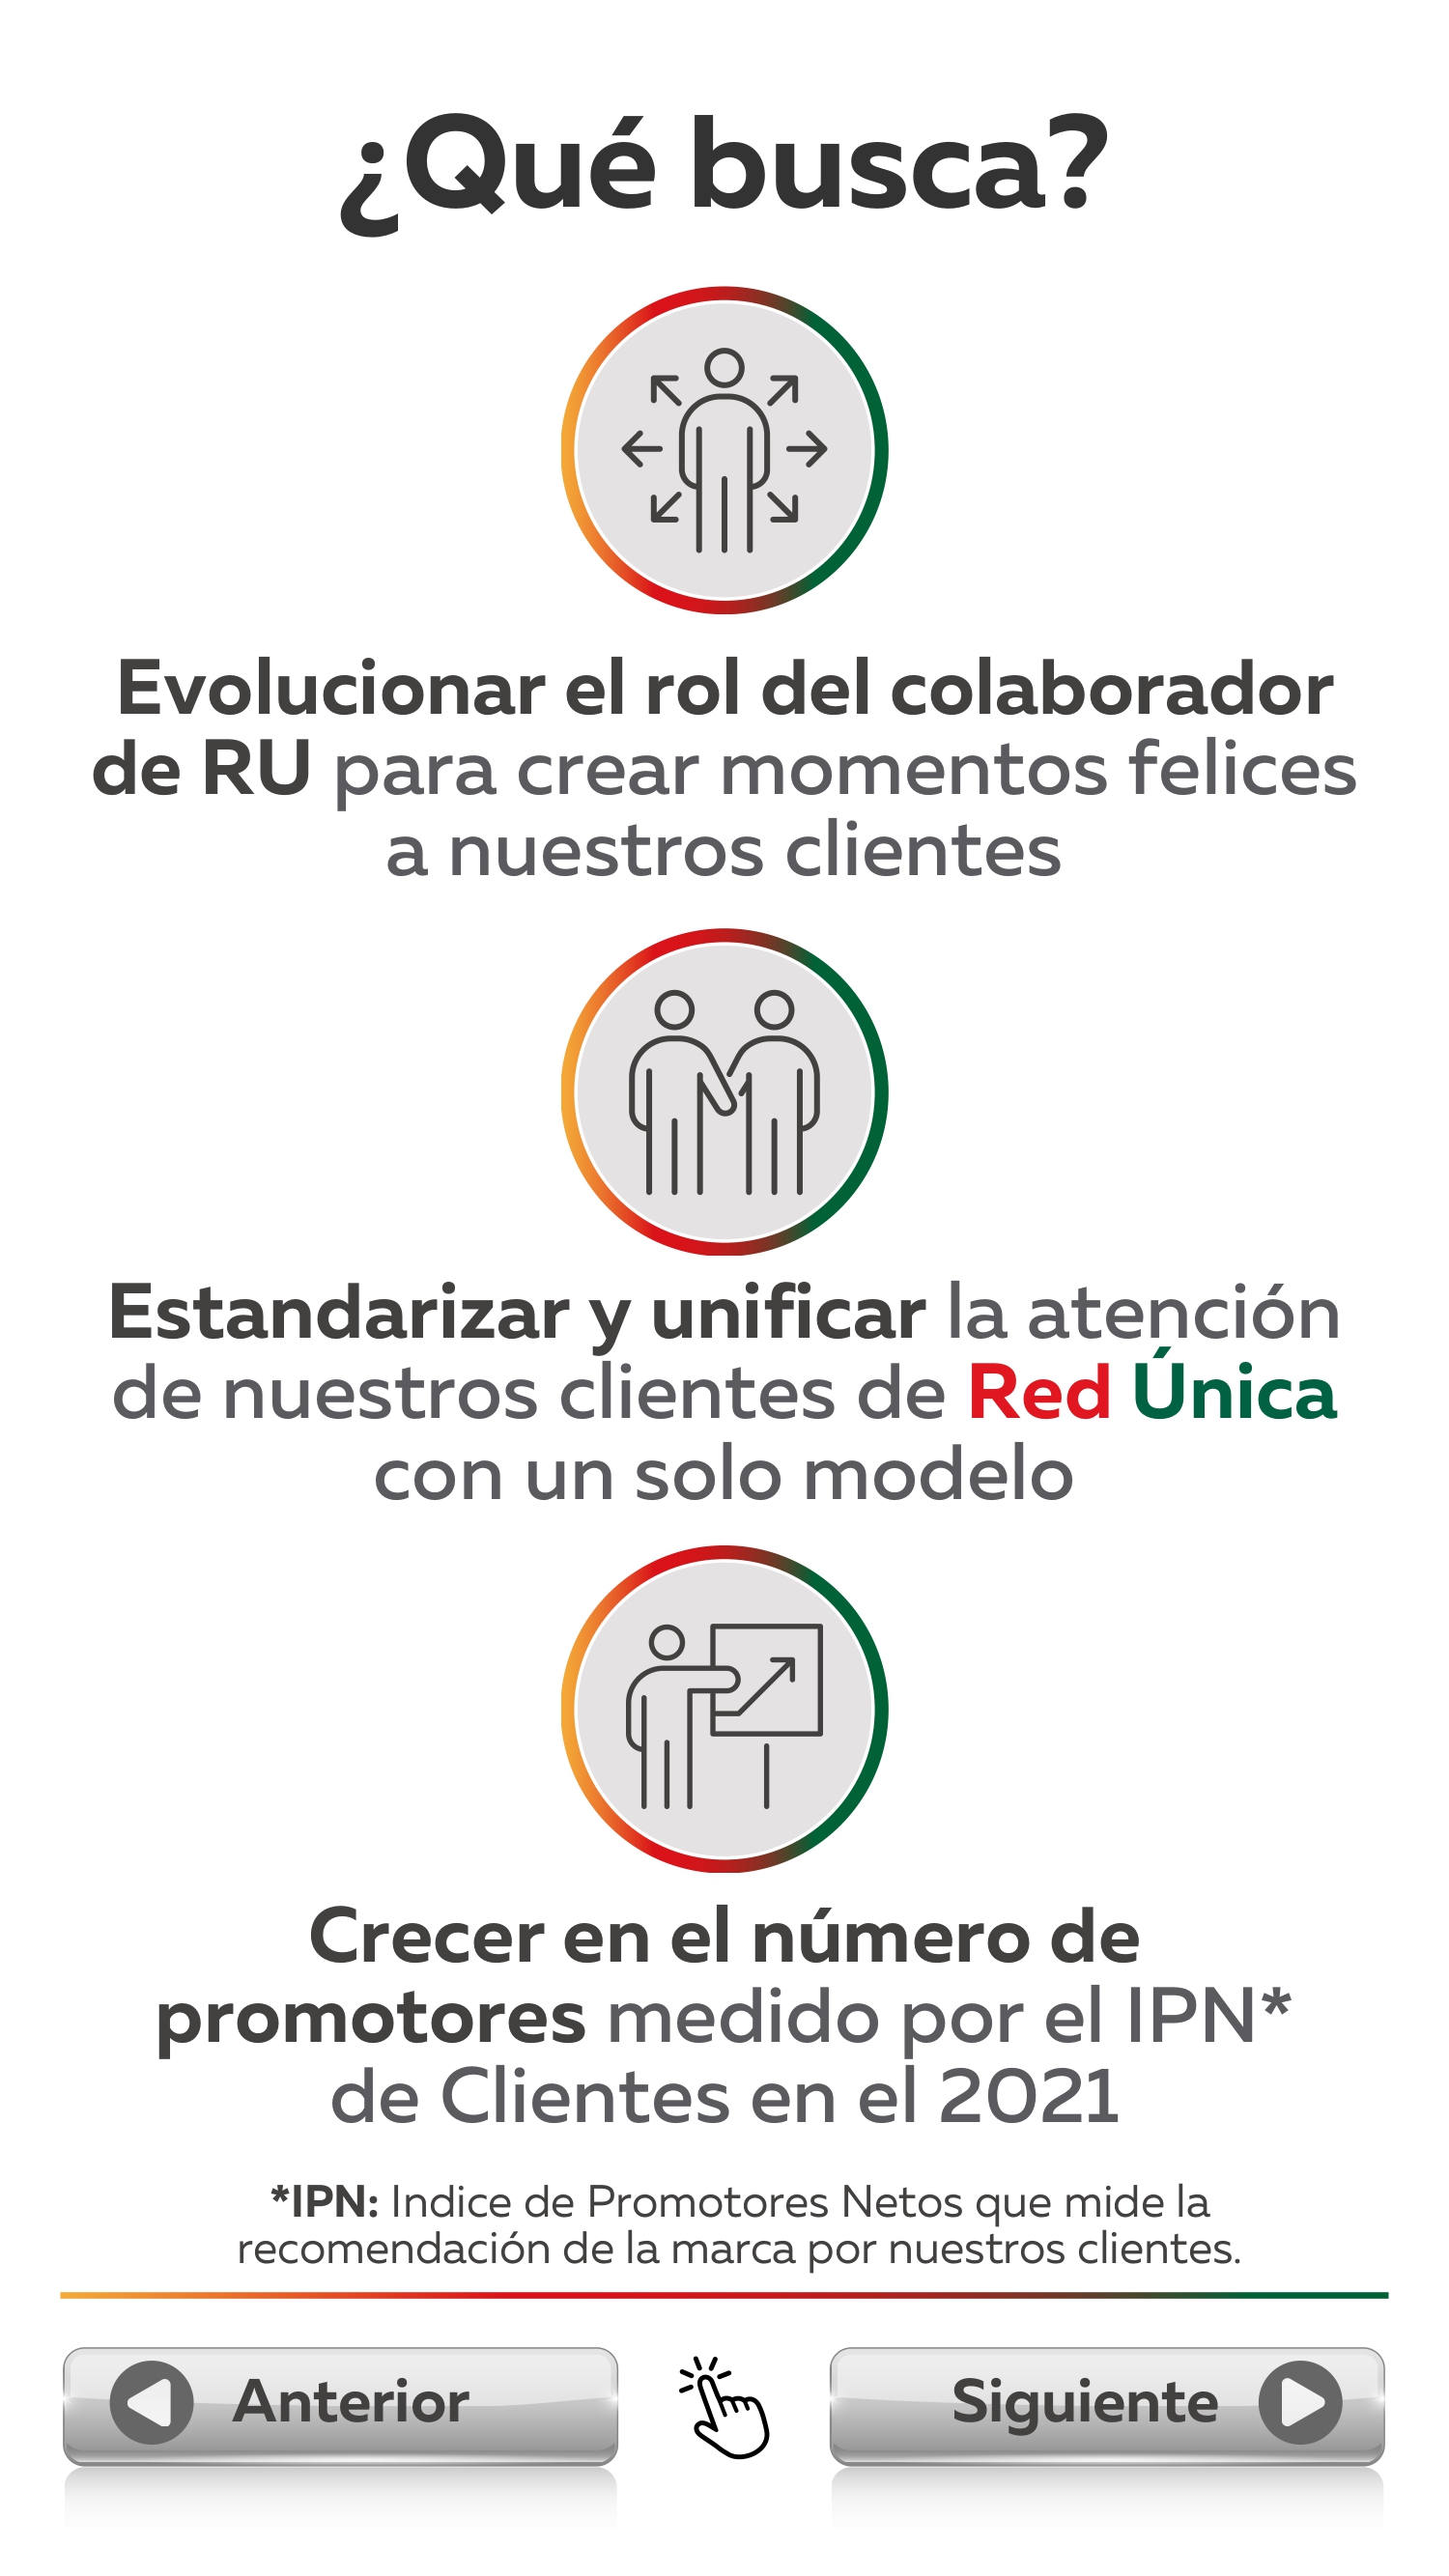 ¿Qué busca?
Evolucionar el rol del colaborador
de RU para crear momentos felices
a nuestros clientes
Estandarizar y unificar la atención
de nuestros clientes de Red Única
con un solo modelo
Crecer en el número de
promotores medido por el IPN*
de Clientes en el 2021
*IPN: Indice de Promotores Netos que mide la
recomendación de la marca por nuestros clientes.
Anterior
Siguiente